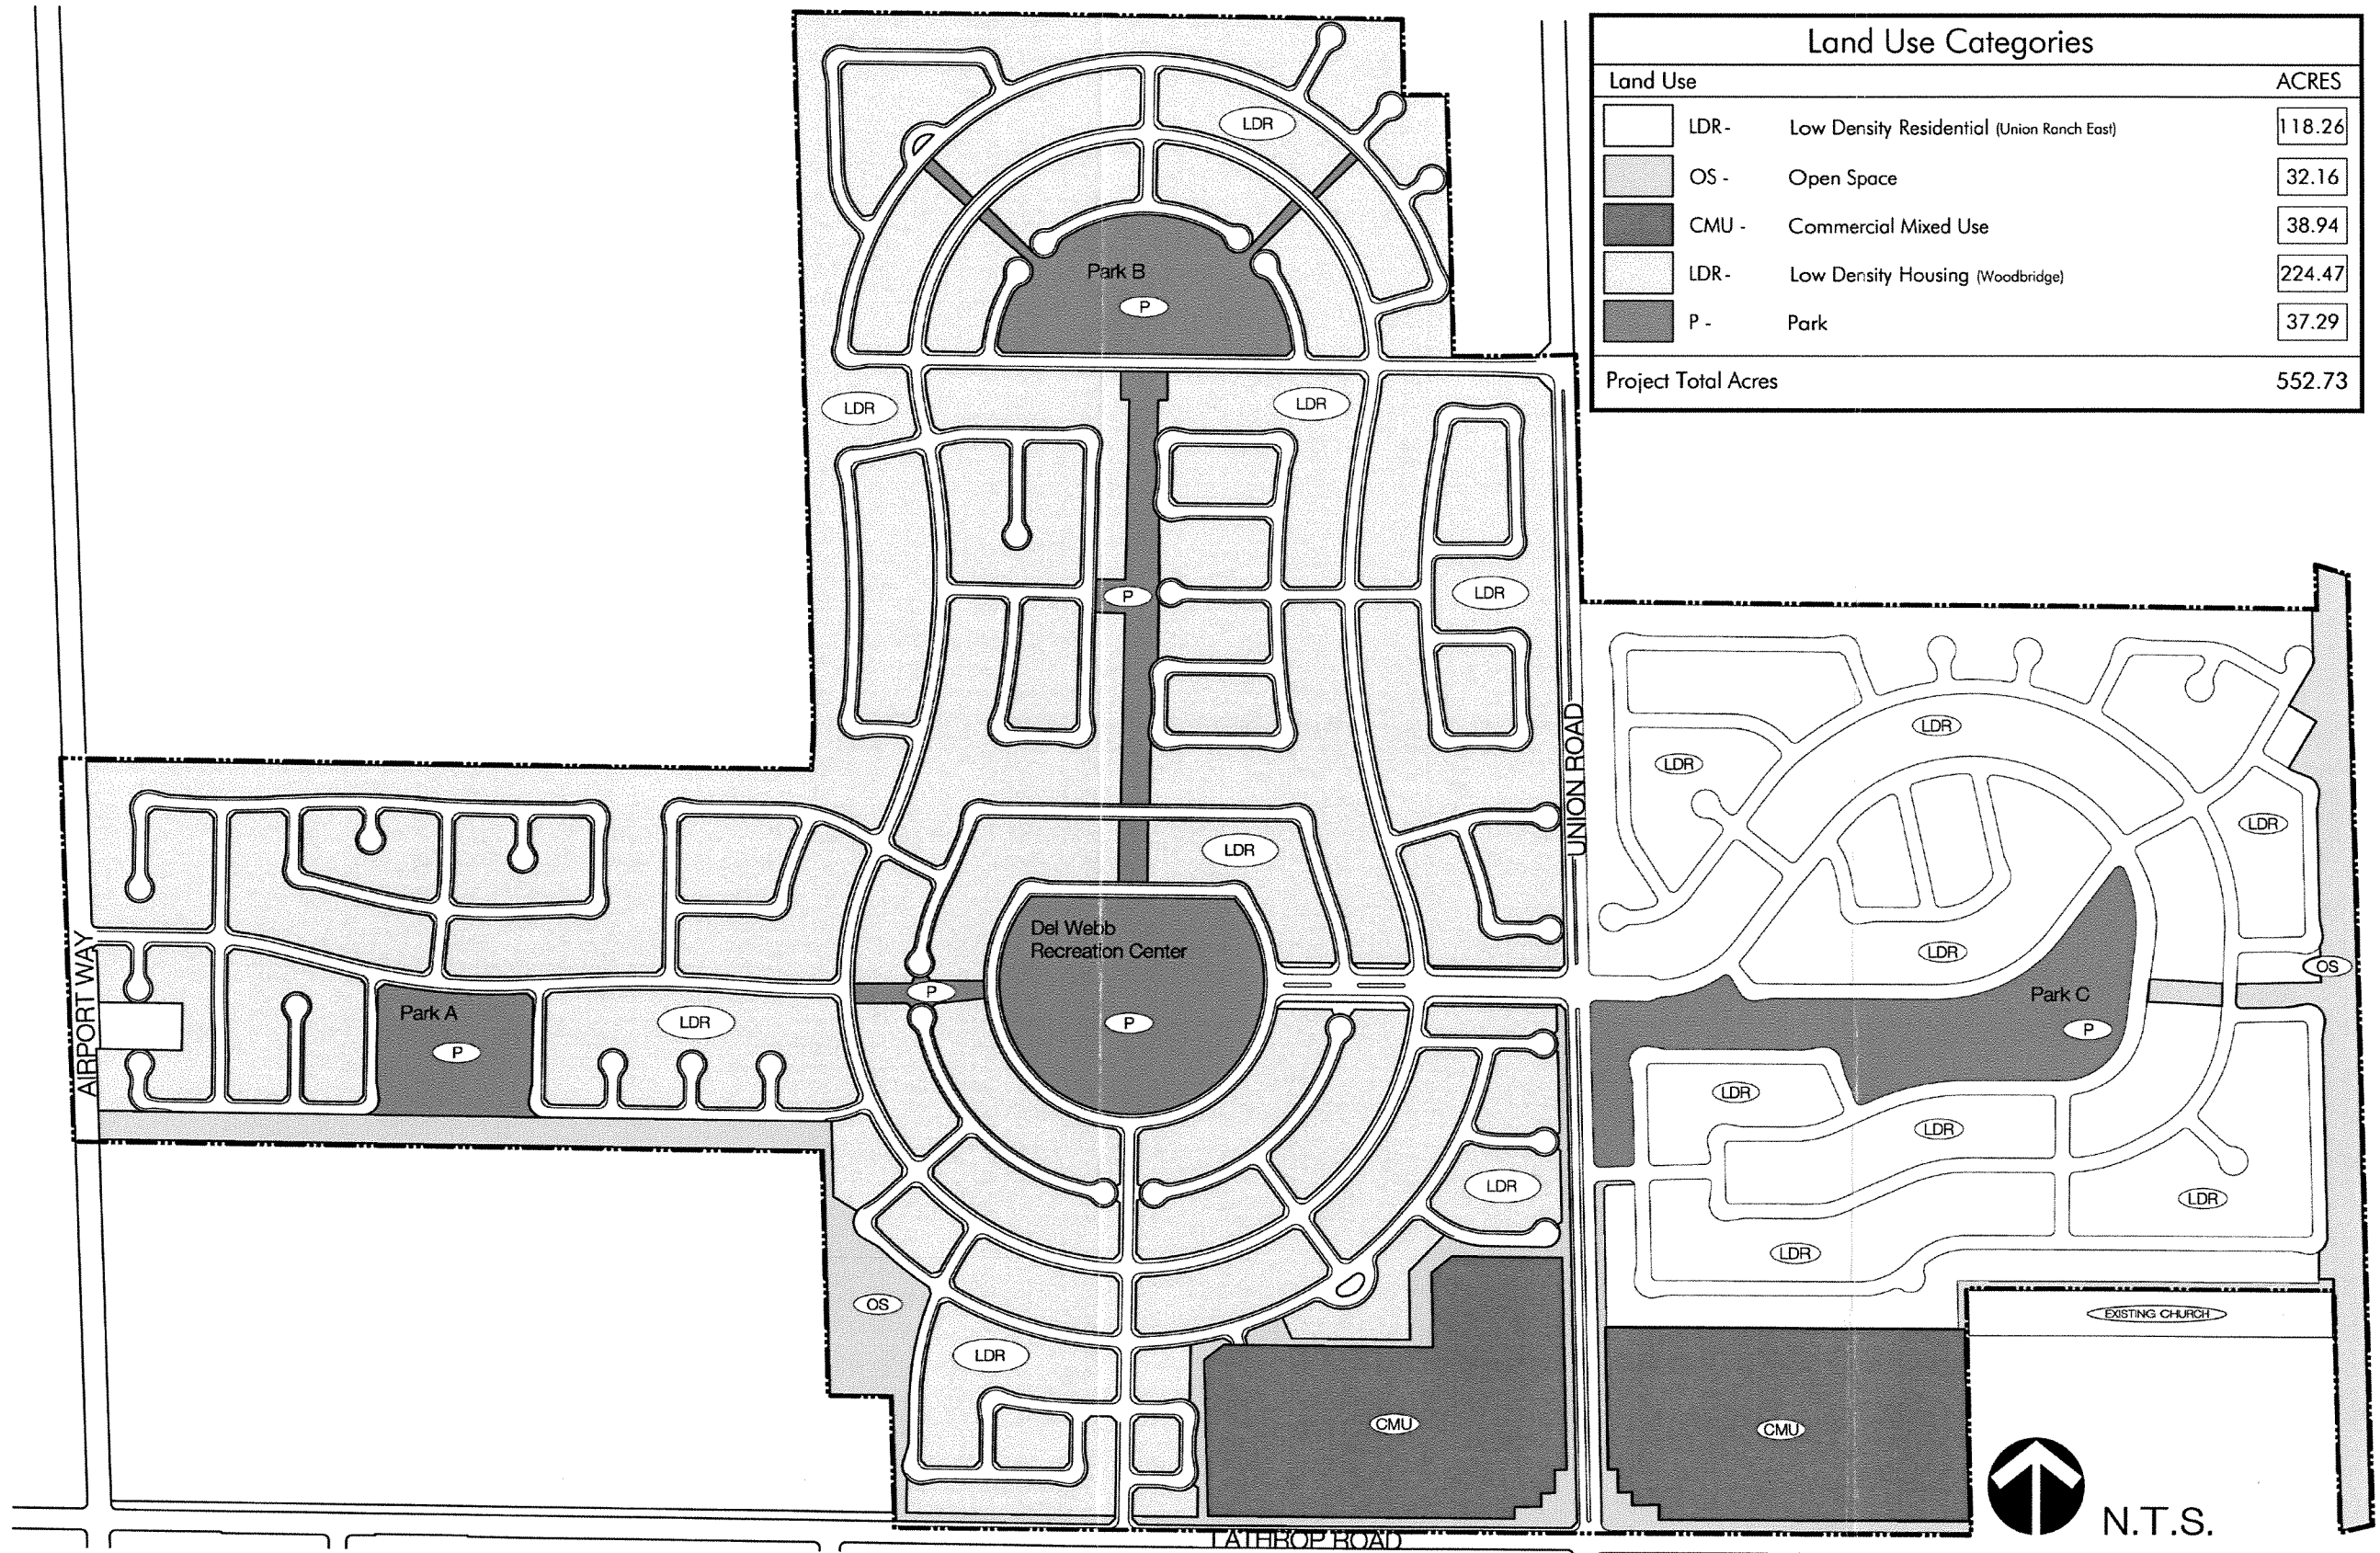 Land Use Categories
Land Use ACRES
LDR- Low Density Residential (Union Ranch East) 118.26
OS - Open Space 32.16
CMU - Commercial Mixed Use 38.94
LDR- Low Density Housing (Woodbridge) 224.47
P - Park 37.29
Project Total Acres 552.73
LDR
Park B
P
LDR
LDR
P
LDR
UNION ROAD
LDR
LDR
LDR
LDR
Del Webb
Recreation Center
P
P
LDR
OS
Park A
P
LDR
AIRPORT WAY
Park C
P
LDR
LDR
LDR
LDR
LDR
OS
EXISTING CHURCH
LDR
CMU
CMU
N.T.S.
LATHROP ROAD